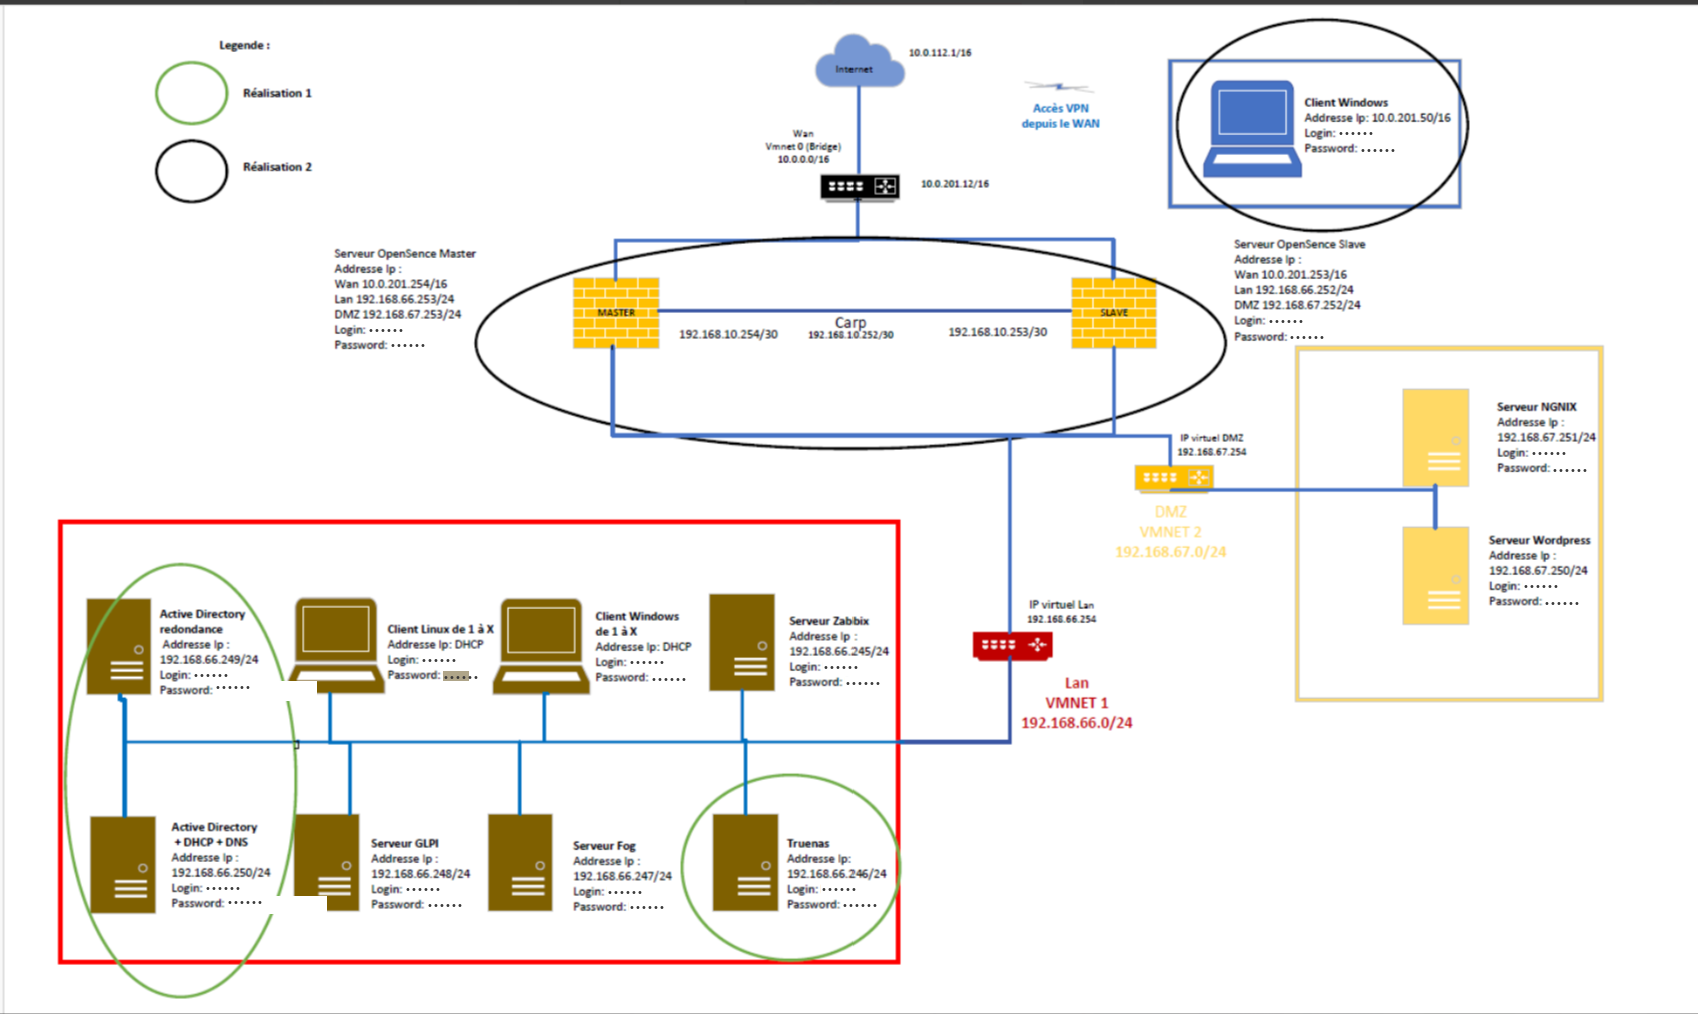 Legende :
Réalisation 1
Réalisation 2
Internet
10.0.112.1/16
Wan
Vmnet 0 (Bridge)
10.0.0.0/16
10.0.201.12/16
Accès VPN
depuis le WAN
Client Windows
Addresse Ip: 10.0.201.50/16
Login: ••••••
Password: ••••••
Serveur OpenSence Master
Addresse Ip :
Wan 10.0.201.254/16
Lan 192.168.66.253/24
DMZ 192.168.67.253/24
Login: ••••••
Password: ••••••
MASTER
192.168.10.254/30
Carp
192.168.10.252/30
192.168.10.253/30
SLAVE
Serveur OpenSence Slave
Addresse Ip :
Wan 10.0.201.253/16
Lan 192.168.66.252/24
DMZ 192.168.67.252/24
Login: ••••••
Password: ••••••
IP virtuel DMZ
192.168.67.254
DMZ
VMNET 2
192.168.67.0/24
Serveur NGNIX
Addresse Ip :
192.168.67.251/24
Login: ••••••
Password: ••••••
Serveur Wordpress
Addresse Ip :
192.168.67.250/24
Login: ••••••
Password: ••••••
IP virtuel Lan
192.168.66.254
Lan
VMNET 1
192.168.66.0/24
Active Directory
redondance
Addresse Ip :
192.168.66.249/24
Login: ••••••
Password: ••••••
Client Linux de 1 à X
Addresse Ip: DHCP
Login: ••••••
Password: ••••••
Client Windows
de 1 à X
Addresse Ip: DHCP
Login: ••••••
Password: ••••••
Serveur Zabbix
Addresse Ip :
192.168.66.245/24
Login: ••••••
Password: ••••••
Active Directory
+ DHCP + DNS
Addresse Ip :
192.168.66.250/24
Login: ••••••
Password: ••••••
Serveur GLPI
Addresse Ip :
192.168.66.248/24
Login: ••••••
Password: ••••••
Serveur Fog
Addresse Ip :
192.168.66.247/24
Login: ••••••
Password: ••••••
Truenas
Addresse Ip:
192.168.66.246/24
Login: ••••••
Password: ••••••